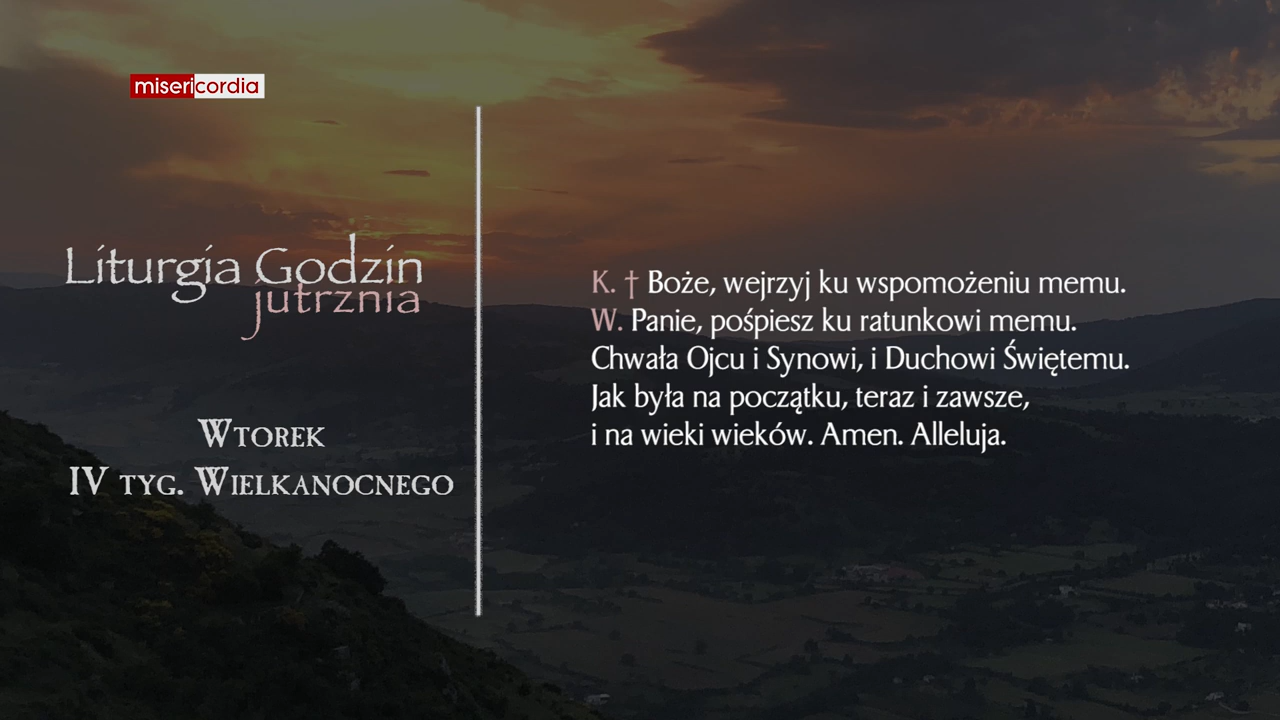 misericordia
Liturgia Godzin
jutrznia
Wtorek
IV tyg. Wielkanocnego
K. † Boże, wejrzyj ku wspomożeniu memu.
W. Panie, pośpiesz ku ratunkowi memu.
Chwała Ojcu i Synowi, i Duchowi Świętemu.
Jak była na początku, teraz i zawsze,
i na wieki wieków. Amen. Alleluja.